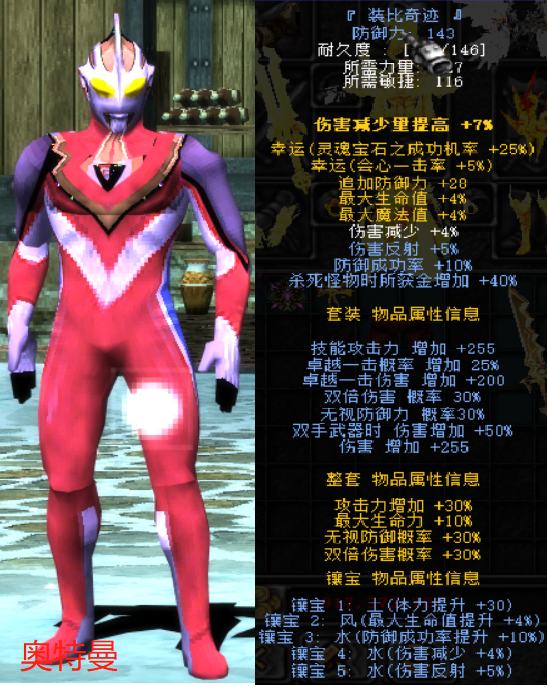 『 装比奇迹 』
防御力: 143
耐久度 : [ /146]
所需力量: 7
所需敏捷: 116
伤害减少量提高 +7%
幸运(灵魂宝石之成功机率 +25%)
幸运(会心一击率 +5%)
追加防御力 +28
最大生命值 +4%
最大魔法值 +4%
伤害减少 +4%
伤害反射 +5%
防御成功率 +10%
杀死怪物时所获金增加 +40%
套装 物品属性信息
技能攻击力 增加 +255
卓越一击概率 增加 25%
卓越一击伤害 增加 +200
双倍伤害 概率 30%
无视防御力 概率30%
双手武器时 伤害增加 +50%
伤害 增加 +255
整套 物品属性信息
攻击力增加 +30%
最大生命力 +10%
无视防御概率 +30%
双倍伤害概率 +30%
镶宝 物品属性信息
镶宝 1: 土(体力提升 +30)
镶宝 2: 风(最大生命值提升 +4%)
镶宝 3: 水(防御成功率提升 +10%)
镶宝 4: 水(伤害减少 +4%)
镶宝 5: 水(伤害反射 +5%)
奥特曼